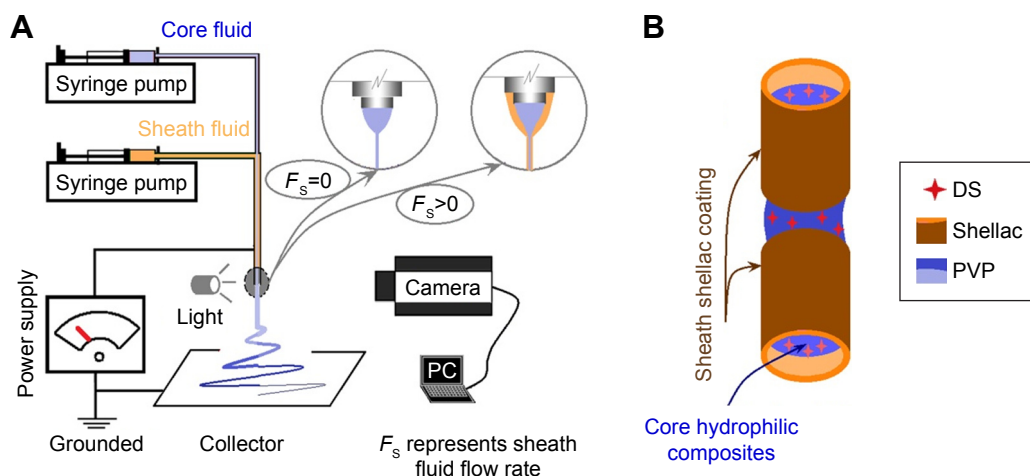 A
Core fluid
Syringe pump
Sheath fluid
Syringe pump
Fs=0
Fs>0
Power supply
Light
Camera
PC
Grounded
Collector
Fs represents sheath
fluid flow rate
B
Sheath shellac coating
Core hydrophilic
composites
DS
Shellac
PVP